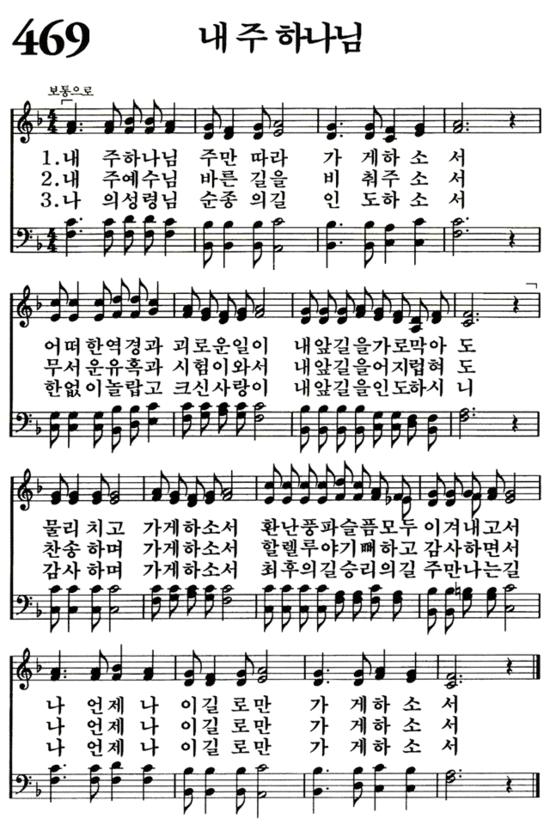 469 내 주 하나님
보통으로
1. 내 주하나님 주만 따라 가 게하 소 서
2. 내 주예수님 바른 길을 비 춰주 소 서
3. 나 의성령님 순종 의길 인 도하 소 서
어떠한역경과 괴로운일이 내앞길을가로막아 도
무서운유혹과 시험이와서 내앞길을어지럽혀 도
한없이놀랍고 크신사랑이 내앞길을인도하시 니
물리 치고 가게하소서 환난풍파슬픔모두 이겨내고서
찬송하며 가게하소서 할렐루야기뻐하고 감사하면서
감사하며 가게하소서 최후의길승리의길 주만나는길
나 언제 나 이길 로만 가 게하 소 서
나 언제 나 이길 로만 가 게하 소 서
나 언제 나 이길 로만 가 게하 소 서